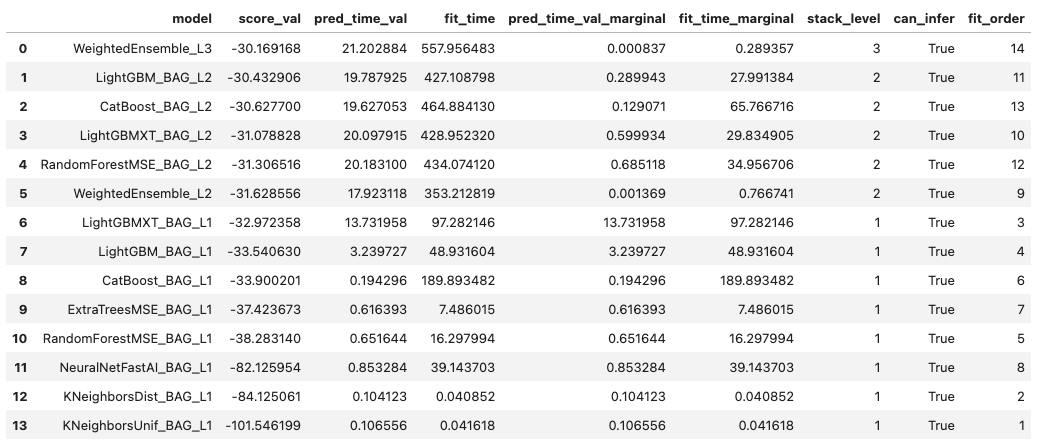 model score_val pred_time_val fit_time pred_time_val_marginal fit_time_marginal stack_level can_infer fit_order
0 WeightedEnsemble_L3 -30.169168 21.202884 557.956483 0.000837 0.289357 3 True 14
1 LightGBM_BAG_L2 -30.432906 19.787925 427.108798 0.289943 27.991384 2 True 11
2 CatBoost_BAG_L2 -30.627700 19.627053 464.884130 0.129071 65.766716 2 True 13
3 LightGBMXT_BAG_L2 -31.078828 20.097915 428.952320 0.599934 29.834905 2 True 10
4 RandomForestMSE_BAG_L2 -31.306516 20.183100 434.074120 0.685118 34.956706 2 True 12
5 WeightedEnsemble_L2 -31.628556 17.923118 353.212819 0.001369 0.766741 2 True 9
6 LightGBMXT_BAG_L1 -32.972358 13.731958 97.282146 13.731958 97.282146 1 True 3
7 LightGBM_BAG_L1 -33.540630 3.239727 48.931604 3.239727 48.931604 1 True 4
8 CatBoost_BAG_L1 -33.900201 0.194296 189.893482 0.194296 189.893482 1 True 6
9 ExtraTreesMSE_BAG_L1 -37.423673 0.616393 7.486015 0.616393 7.486015 1 True 7
10 RandomForestMSE_BAG_L1 -38.283140 0.651644 16.297994 0.651644 16.297994 1 True 5
11 NeuralNetFastAI_BAG_L1 -82.125954 0.853284 39.143703 0.853284 39.143703 1 True 8
12 KNeighborsDist_BAG_L1 -84.125061 0.104123 0.040852 0.104123 0.040852 1 True 2
13 KNeighborsUnif_BAG_L1 -101.546199 0.106556 0.041618 0.106556 0.041618 1 True 1